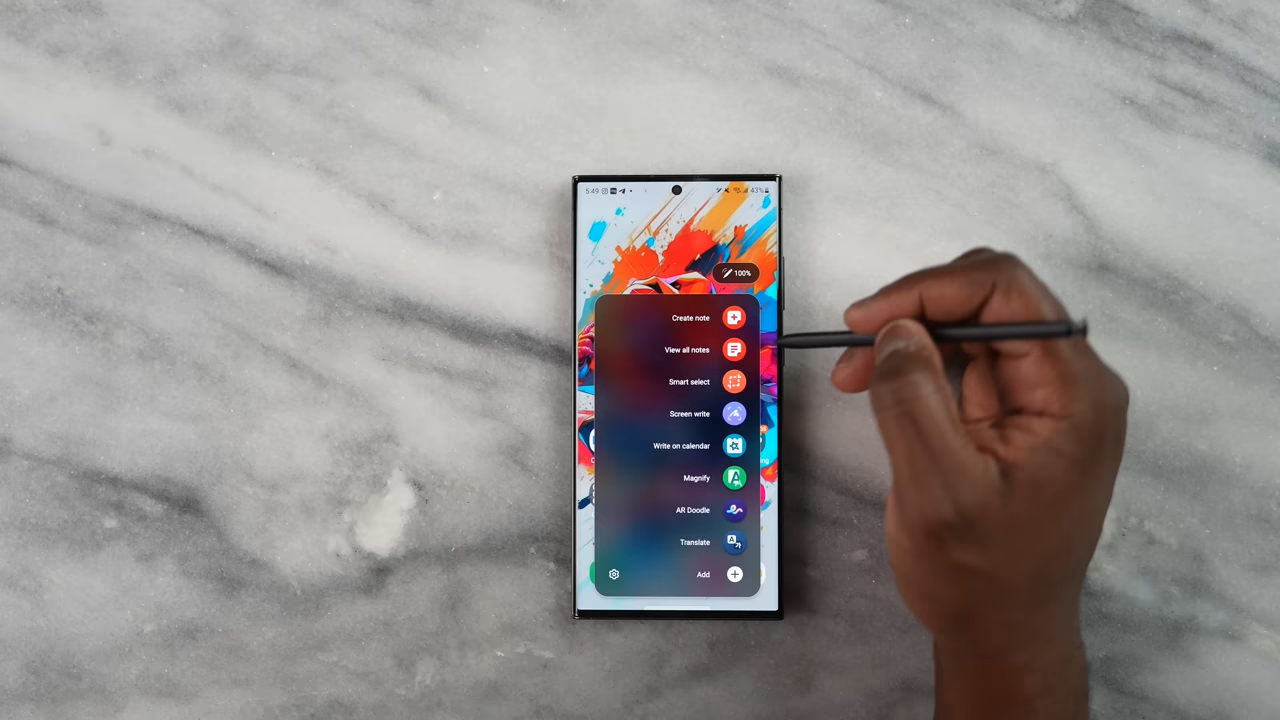 5:49 43%
100%
Create note
View all notes
Smart select
Screen write
Write on calendar
Magnify
AR Doodle
Translate
Add